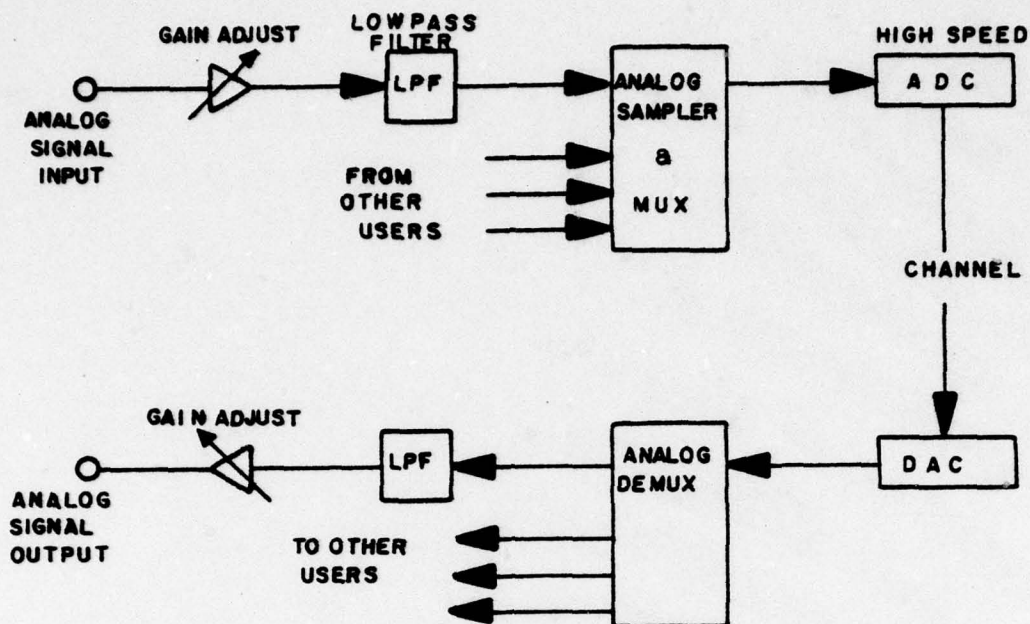 LOWPASS
FILTER
GAIN ADJUST
HIGH SPEED
LPF
ANALOG
SAMPLER
a
MUX
ADC
ANALOG
SIGNAL
INPUT
FROM
OTHER
USERS
CHANNEL
GAIN ADJUST
LPF
ANALOG
DEMUX
DAC
ANALOG
SIGNAL
OUTPUT
TO OTHER
USERS